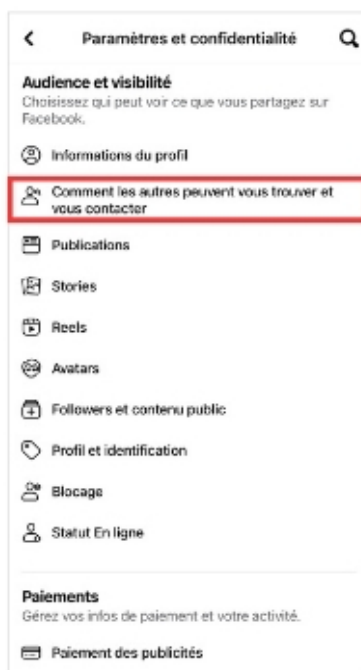 Paramètres et confidentialité
Audience et visibilité
Choisissez qui peut voir ce que vous partagez sur
Facebook.
Informations du profil
Comment les autres peuvent vous trouver et
vous contacter
Publications
Stories
Reels
Avatars
Followers et contenu public
Profil et identification
Blocage
Statut En ligne
Paiements
Gérez vos infos de paiement et votre activité.
Paiement des publicités